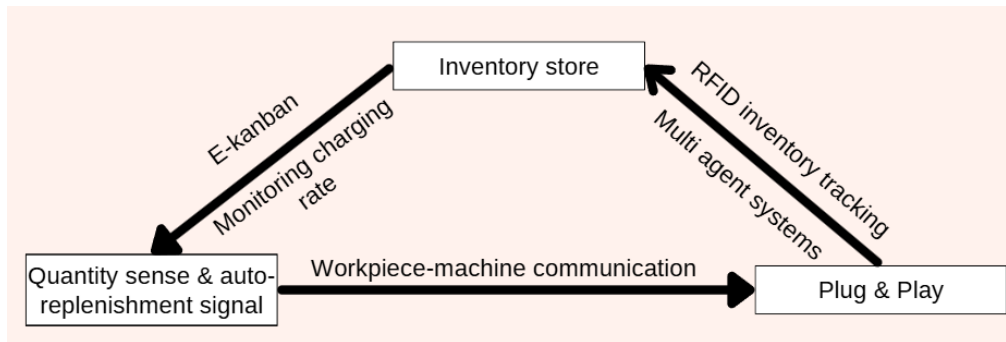 Inventory store
E-kanban
Monitoring charging
rate
RFID inventory tracking
Multi agent systems
Quantity sense & auto-
replenishment signal
Workpiece-machine communication
Plug & Play